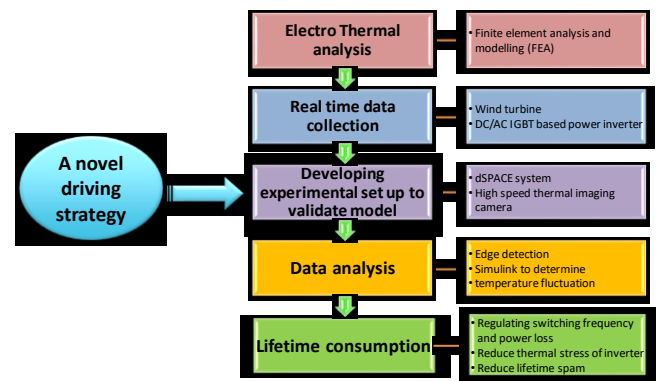 Electro Thermal
analysis
• Finite element analysis and
modelling (FEA)
Real time data
collection
• Wind turbine
• DC/AC IGBT based power inverter
A novel
driving
strategy
Developing
experimental set up to
validate model
• dSPACE system
• High speed thermal imaging
camera
Data analysis
• Edge detection
• Simulink to determine
• temperature fluctuation
Lifetime consumption
• Regulating switching frequency
and power loss
• Reduce thermal stress of inverter
• Reduce lifetime spam